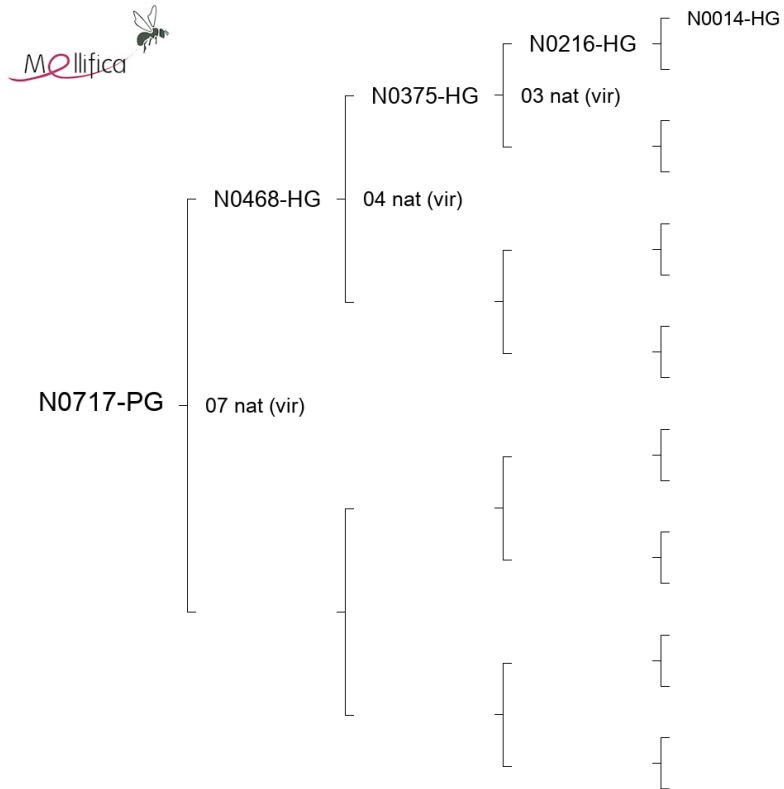 Mellifica
N0014-HG
N0216-HG
N0375-HG
03 nat (vir)
N0468-HG
04 nat (vir)
N0717-PG
07 nat (vir)